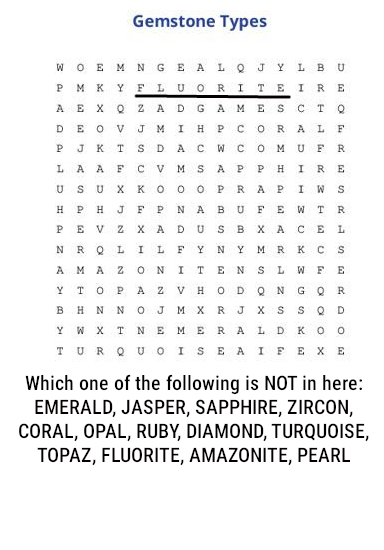 Gemstone Types
W O E M N G E A L Q J Y L B U
P M K Y F L U O R I T E I R E
A E X Q Z A D G A M E S C T Q
D E O V J M I H P C O R A L F
P J K T S D A C W C O M U F R
L A A F C V M S A P P H I R E
U S U X K O O O P R A P I W S
H P H J F P N A B U F E W T R
P E V Z X A D U S B X A C E L
N R Q L I L F Y N Y M R K C S
A M A Z O N I T E N S L W F E
Y T O P A Z V H O D Q N G Q R
B H N N O J M X R J X S S Q D
Y W X T N E M E R A L D K O O
T U R Q U O I S E A I F E X E
Which one of the following is NOT in here:
EMERALD, JASPER, SAPPHIRE, ZIRCON,
CORAL, OPAL, RUBY, DIAMOND, TURQUOISE,
TOPAZ, FLUORITE, AMAZONITE, PEARL